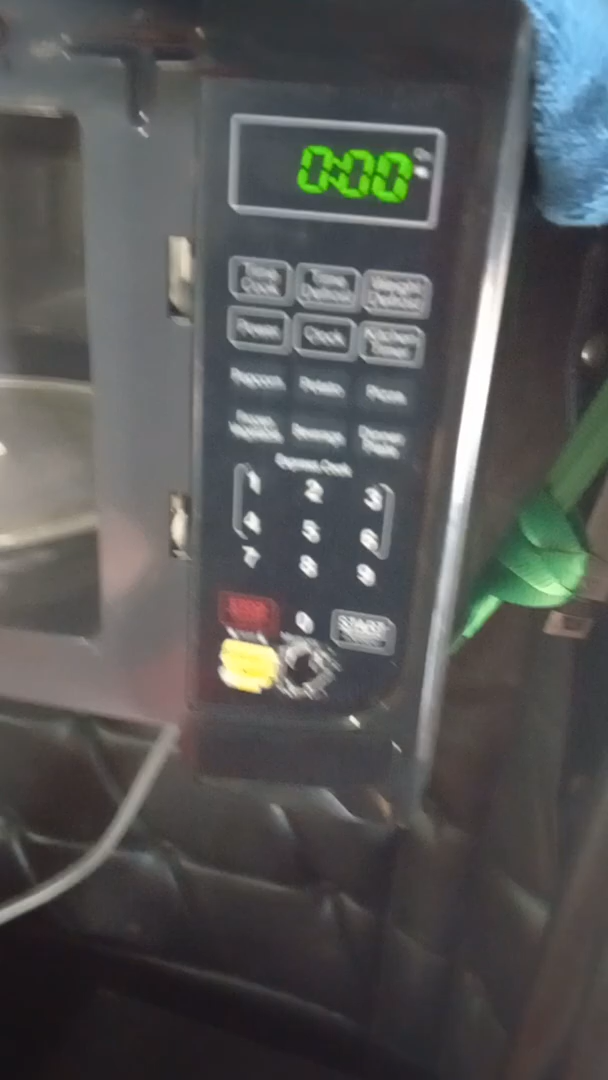 0:00
Time Cook Time Defrost Weight Defrost
Power Clock Kitchen Timer
Popcorn Potato Pizza
Frozen Vegetable Beverage Dinner Plate
Express Cook
1 2 3
4 5 6
7 8 9
0 START